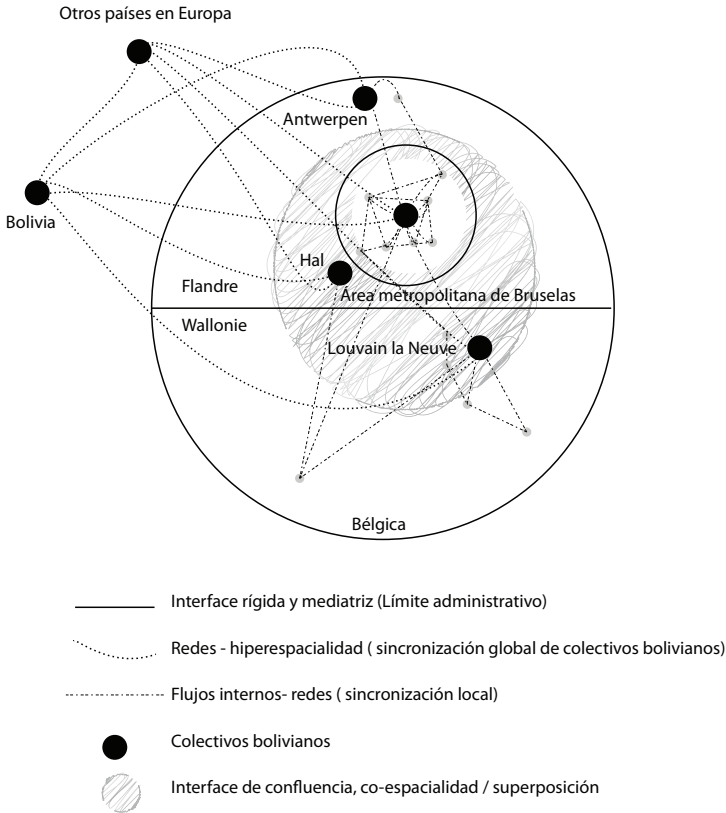 Otros países en Europa
Antwerpen
Bolivia
Hal
Flandre
Área metropolitana de Bruselas
Wallonie
Louvain la Neuve
Bélgica
Interface rígida y mediatriz (Límite administrativo)
Redes - hiperespacialidad ( sincronización global de colectivos bolivianos)
Flujos internos- redes ( sincronización local)
Colectivos bolivianos
Interface de confluencia, co-espacialidad / superposición